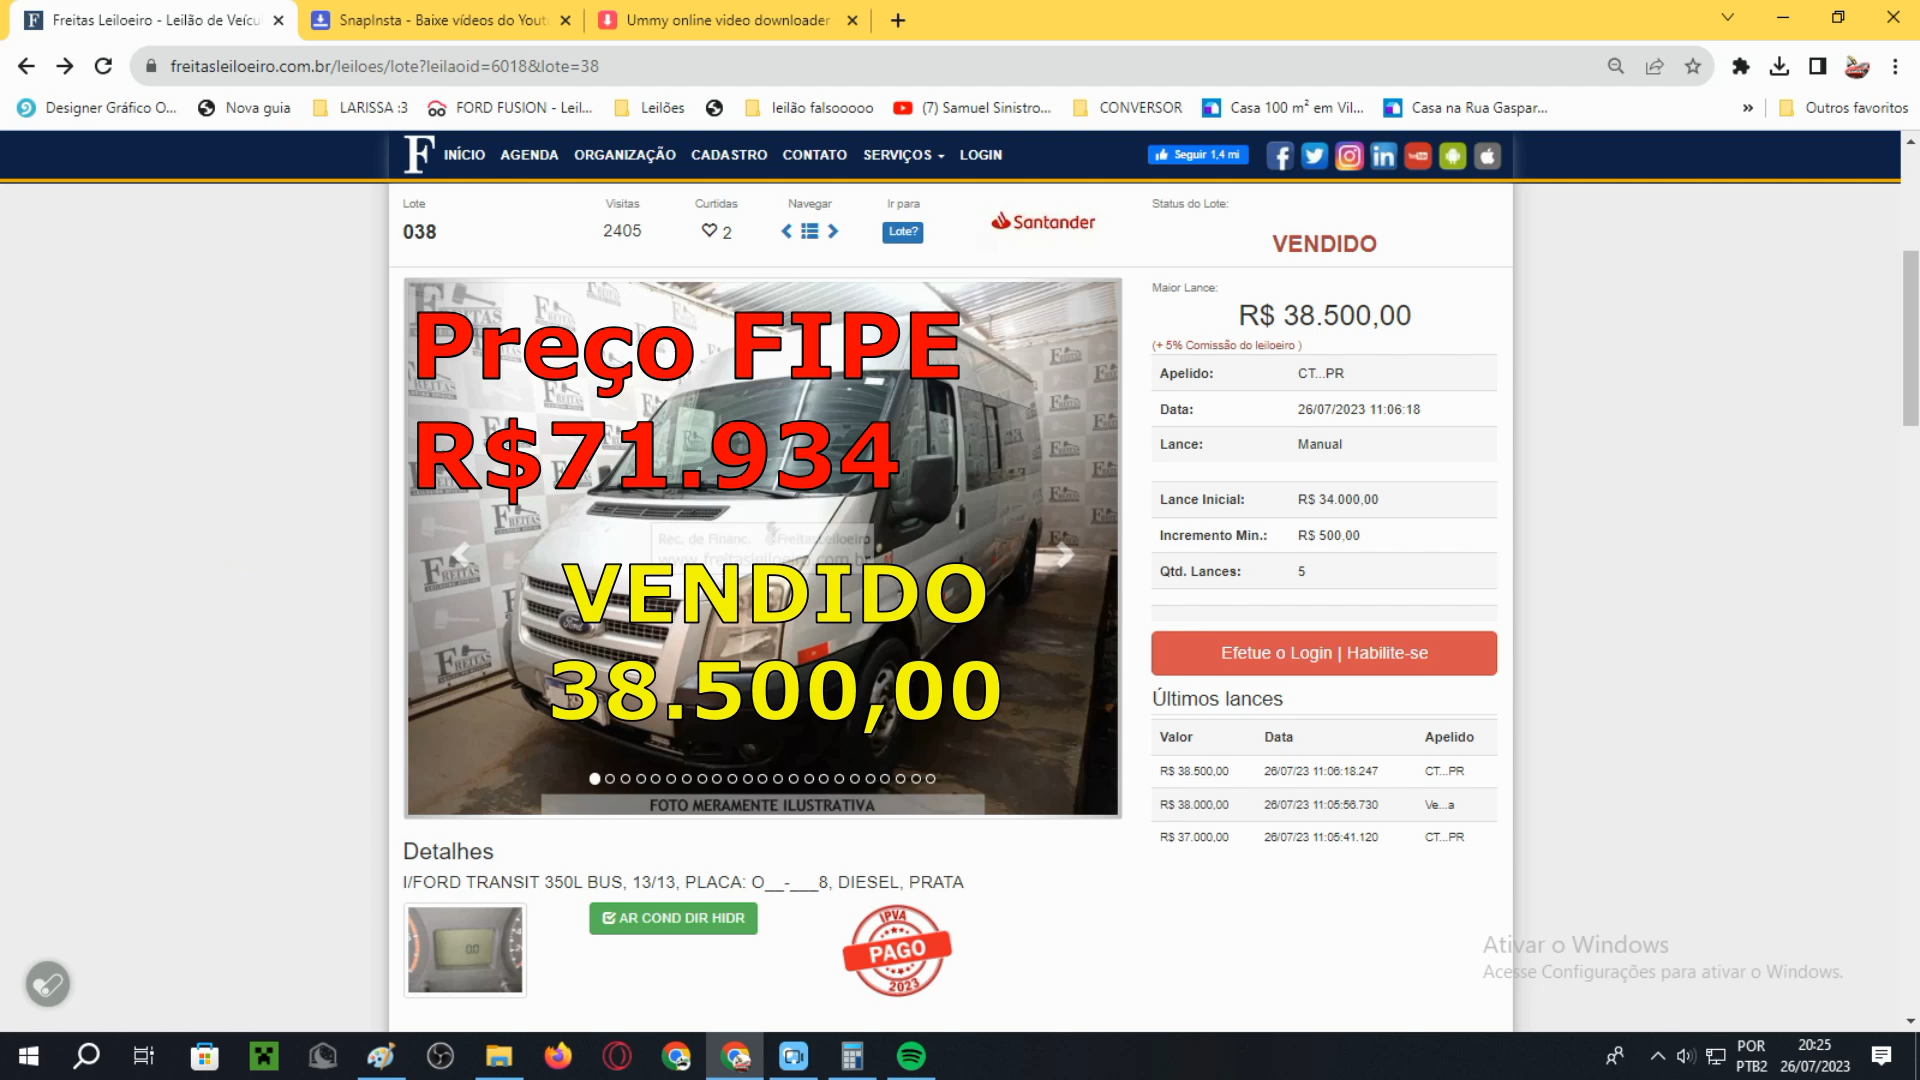 Freitas Leiloeiro - Leilão de Veícu
SnapInsta - Baixe vídeos do Yout
Ummy online video downloader
freitasleiloeiro.com.br/leiloes/lote?leilaoid=6018&lote=38
Designer Gráfico O...
Nova guia
LARISSA :3
FORD FUSION - Leil...
Leilões
leilão falsooooo
(7) Samuel Sinistro...
CONVERSOR
Casa 100 m² em Vil...
Casa na Rua Gaspar...
»
Outros favoritos
F INÍCIO AGENDA ORGANIZAÇÃO CADASTRO CONTATO SERVIÇOS LOGIN
Seguir 1,4 mi
Lote
038
Visitas
2405
Curtidas
2
Navegar
Ir para
Lote?
Santander
Status do Lote:
VENDIDO
Preço FIPE
R$71.934
Rec. de Financ. @FreitasLeiloeiro
www.freitasleiloeiro.com.br
VENDIDO
38.500,00
FOTO MERAMENTE ILUSTRATIVA
Maior Lance:
R$ 38.500,00
(+ 5% Comissão do leiloeiro )
Apelido: CT...PR
Data: 26/07/2023 11:06:18
Lance: Manual
Lance Inicial: R$ 34.000,00
Incremento Min.: R$ 500,00
Qtd. Lances: 5
Efetue o Login | Habilite-se
Últimos lances
Valor Data Apelido
R$ 38.500,00 26/07/23 11:06:18.247 CT...PR
R$ 38.000,00 26/07/23 11:05:56.730 Ve...a
R$ 37.000,00 26/07/23 11:05:41.120 CT...PR
Detalhes
I/FORD TRANSIT 350L BUS, 13/13, PLACA: O__-___8, DIESEL, PRATA
AR COND DIR HIDR
IPVA
PAGO
2023
Ativar o Windows
Acesse Configurações para ativar o Windows.
POR
PTB2
20:25
26/07/2023